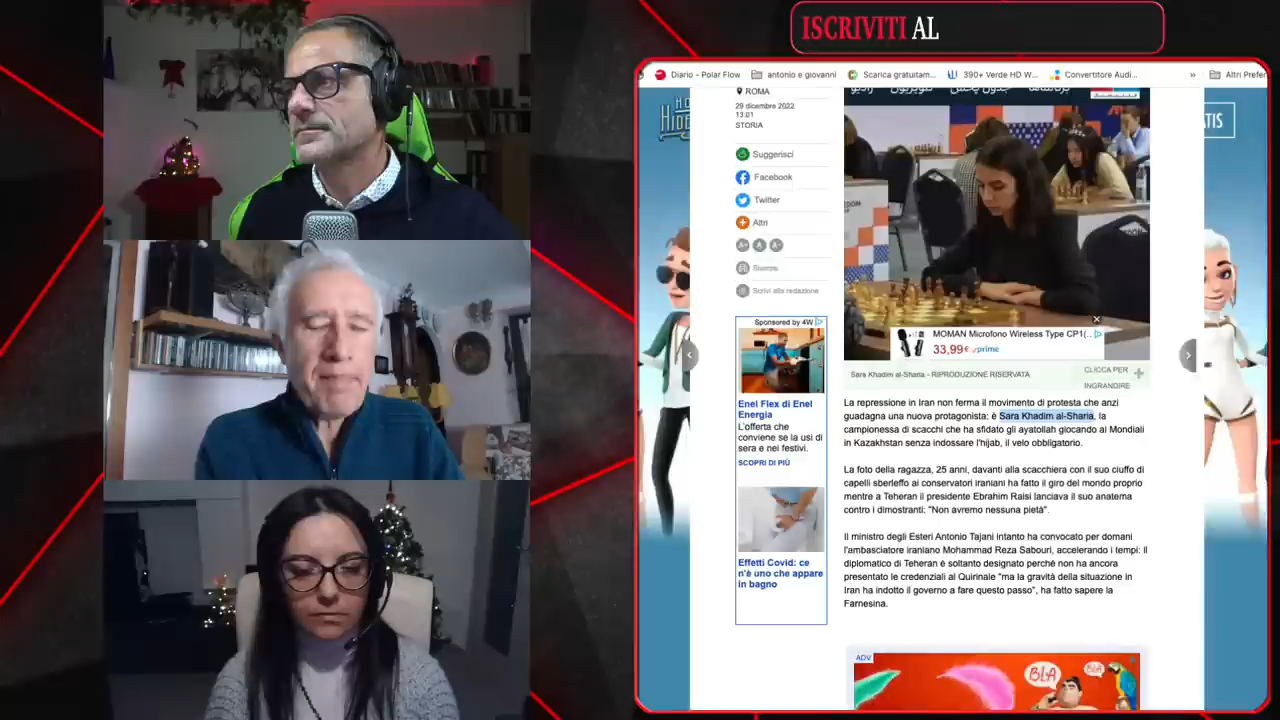 ISCRIVITI AL
Diario – Polar Flow
antonio e giovanni
Scarica gratuitam...
390+ Verde HD W...
Convertitore Audi...
»
Altri Prefer
ROMA
29 dicembre 2022
13:01
STORIA
Suggerisci
Facebook
Twitter
Altri
A+ A A-
Stampa
Scrivi alla redazione
Sponsored by 4W
Enel Flex di Enel
Energia
L'offerta che
conviene se la usi di
sera e nei festivi.
SCOPRI DI PIÙ
Effetti Covid: ce
n'è uno che appare
in bagno
MOMAN Microfono Wireless Type CP1(..
33,99€ prime
Sara Khadim al-Sharia - RIPRODUZIONE RISERVATA
CLICCA PER
INGRANDIRE
La repressione in Iran non ferma il movimento di protesta che anzi
guadagna una nuova protagonista: è Sara Khadim al-Sharia, la
campionessa di scacchi che ha sfidato gli ayatollah giocando ai Mondiali
in Kazakhstan senza indossare l'hijab, il velo obbligatorio.
La foto della ragazza, 25 anni, davanti alla scacchiera con il suo ciuffo di
capelli sberleffo ai conservatori iraniani ha fatto il giro del mondo proprio
mentre a Teheran il presidente Ebrahim Raisi lanciava il suo anatema
contro i dimostranti: "Non avremo nessuna pietà".
Il ministro degli Esteri Antonio Tajani intanto ha convocato per domani
l'ambasciatore iraniano Mohammad Reza Sabouri, accelerando i tempi: il
diplomatico di Teheran è soltanto designato perché non ha ancora
presentato le credenziali al Quirinale "ma la gravità della situazione in
Iran ha indotto il governo a fare questo passo", ha fatto sapere la
Farnesina.
ADV
BLA
BLA